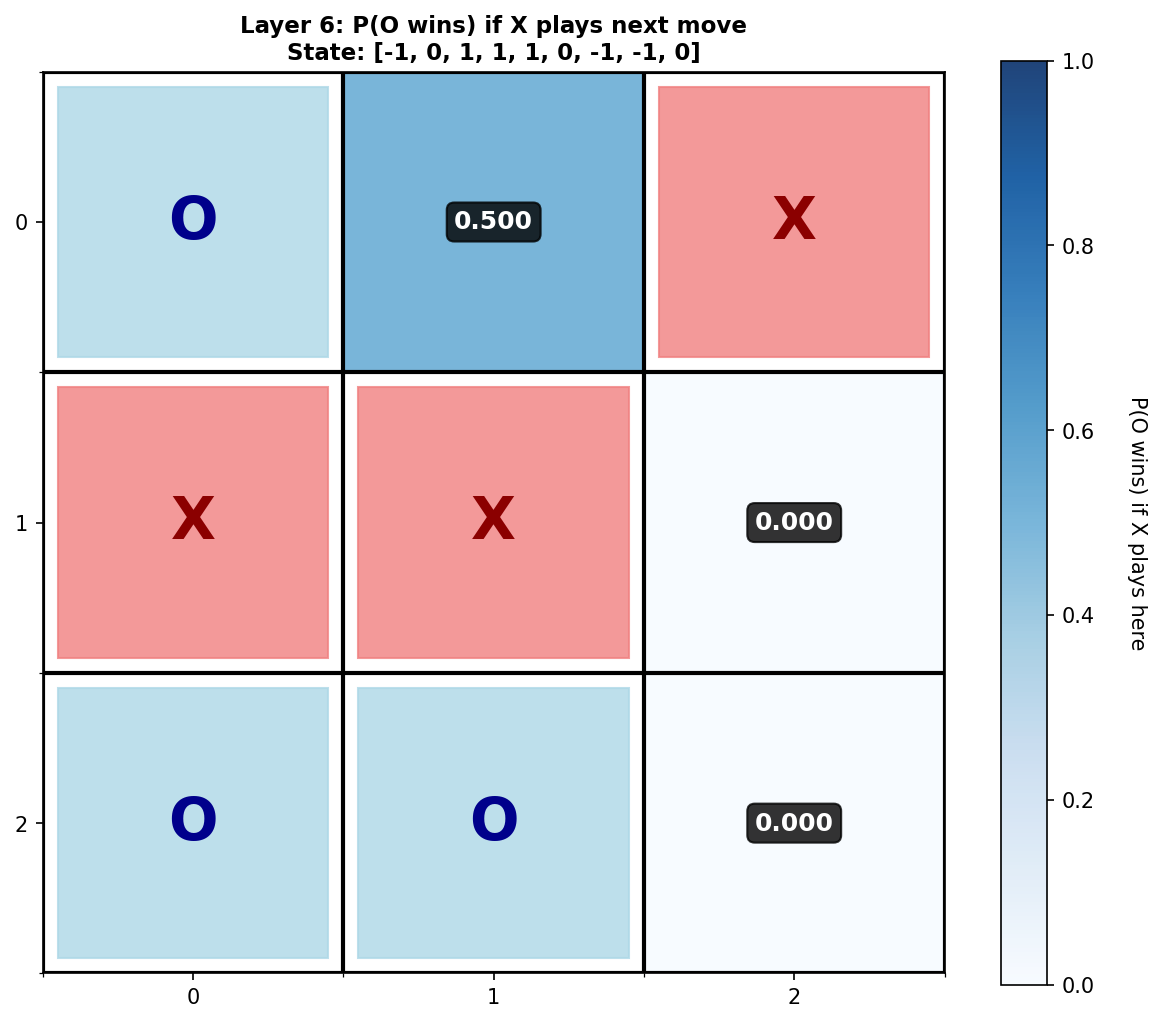 Layer 6: P(O wins) if X plays next move
State: [-1, 0, 1, 1, 1, 0, -1, -1, 0]
0
O
0.500
X
1
X
X
0.000
2
O
O
0.000
0
1
2
1.0
0.8
0.6
0.4
0.2
0.0
P(O wins) if X plays here